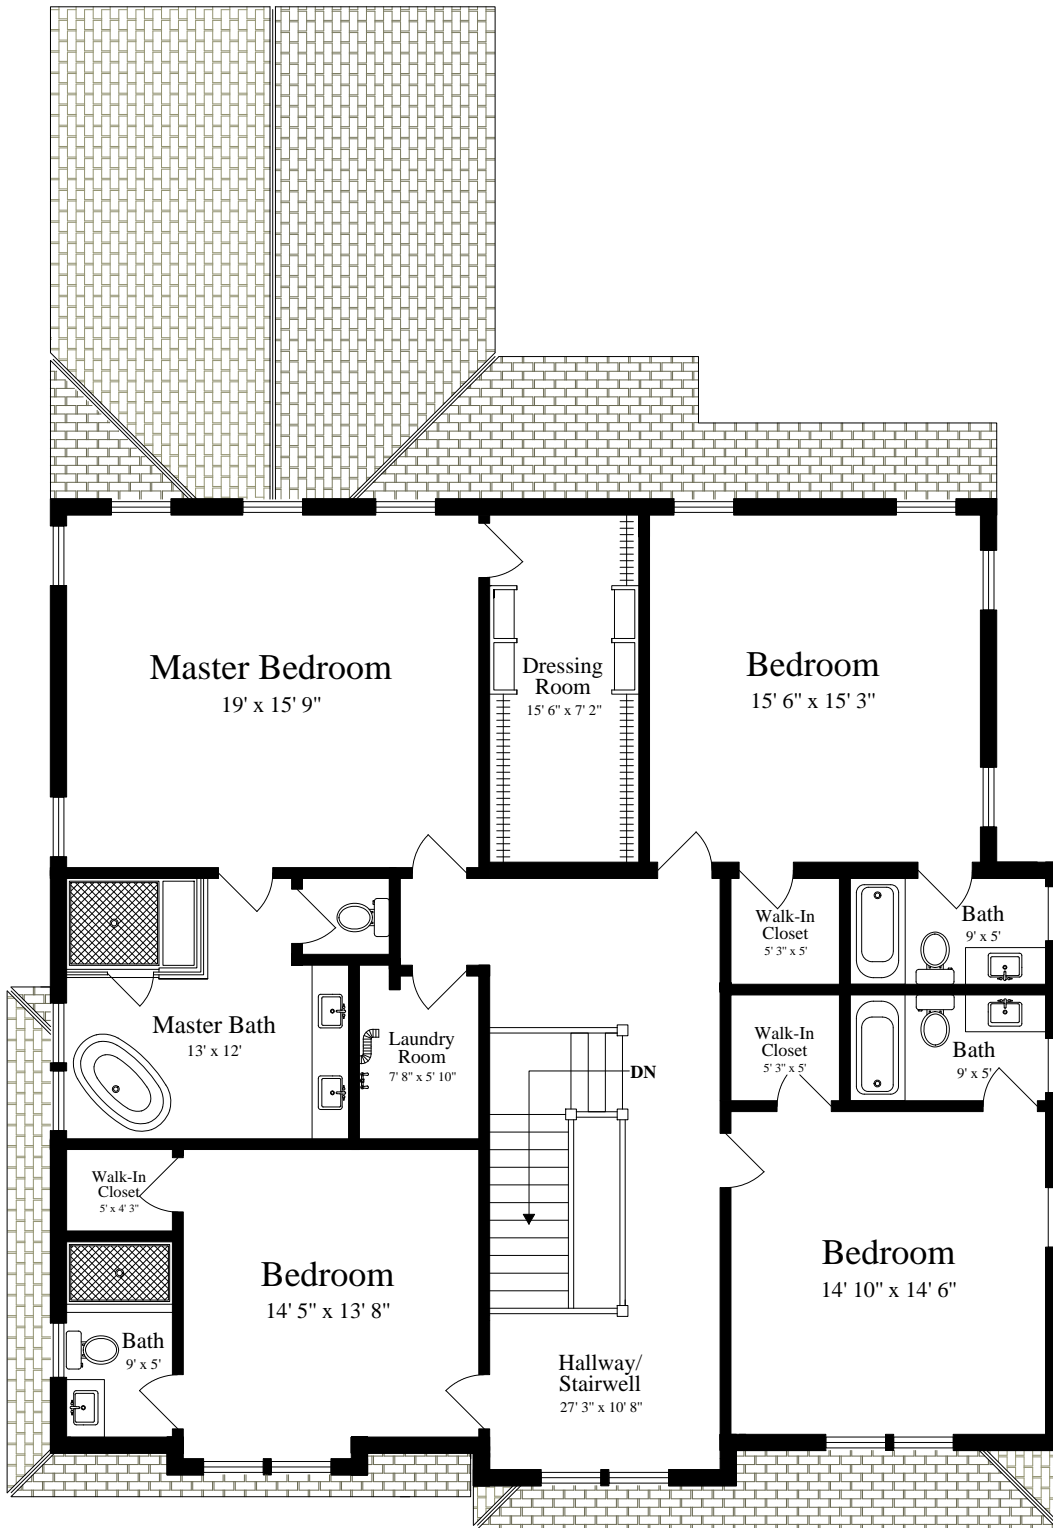 Master Bedroom
19' x 15' 9"
Dressing
Room
15' 6" x 7' 2"
Bedroom
15' 6" x 15' 3"
Walk-In
Closet
5' 3" x 5'
Bath
9' x 5'
Master Bath
13' x 12'
Laundry
Room
7' 8" x 5' 10"
DN
Walk-In
Closet
5' 3" x 5'
Bath
9' x 5'
Walk-In
Closet
5' x 4' 3"
Bedroom
14' 5" x 13' 8"
Bedroom
14' 10" x 14' 6"
Bath
9' x 5'
Hallway/
Stairwell
27' 3" x 10' 8"